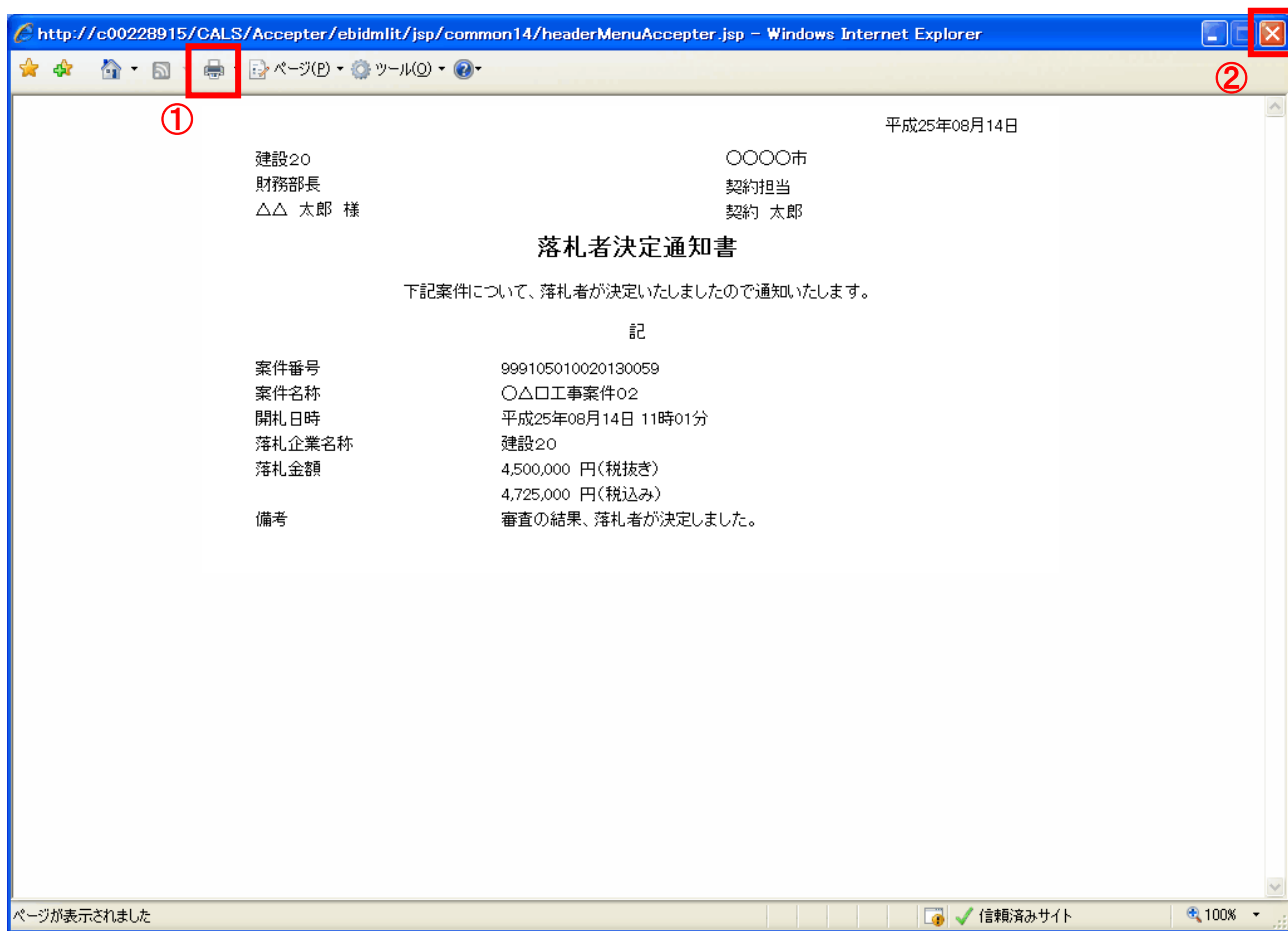 http://c00228915/CALS/Accepter/ebidmlit/jsp/common14/headerMenuAccepter.jsp - Windows Internet Explorer
ページ(P) ツール(O)
①
②
平成25年08月14日
建設20
財務部長
△△ 太郎 様
○○○○市
契約担当
契約 太郎
落札者決定通知書
下記案件について、落札者が決定いたしましたので通知いたします。
記
案件番号 999105010020130059
案件名称 ○△口工事案件02
開札日時 平成25年08月14日 11時01分
落札企業名称 建設20
落札金額 4,500,000 円(税抜き)
4,725,000 円(税込み)
備考 審査の結果、落札者が決定しました。
ページが表示されました 信頼済みサイト 100%